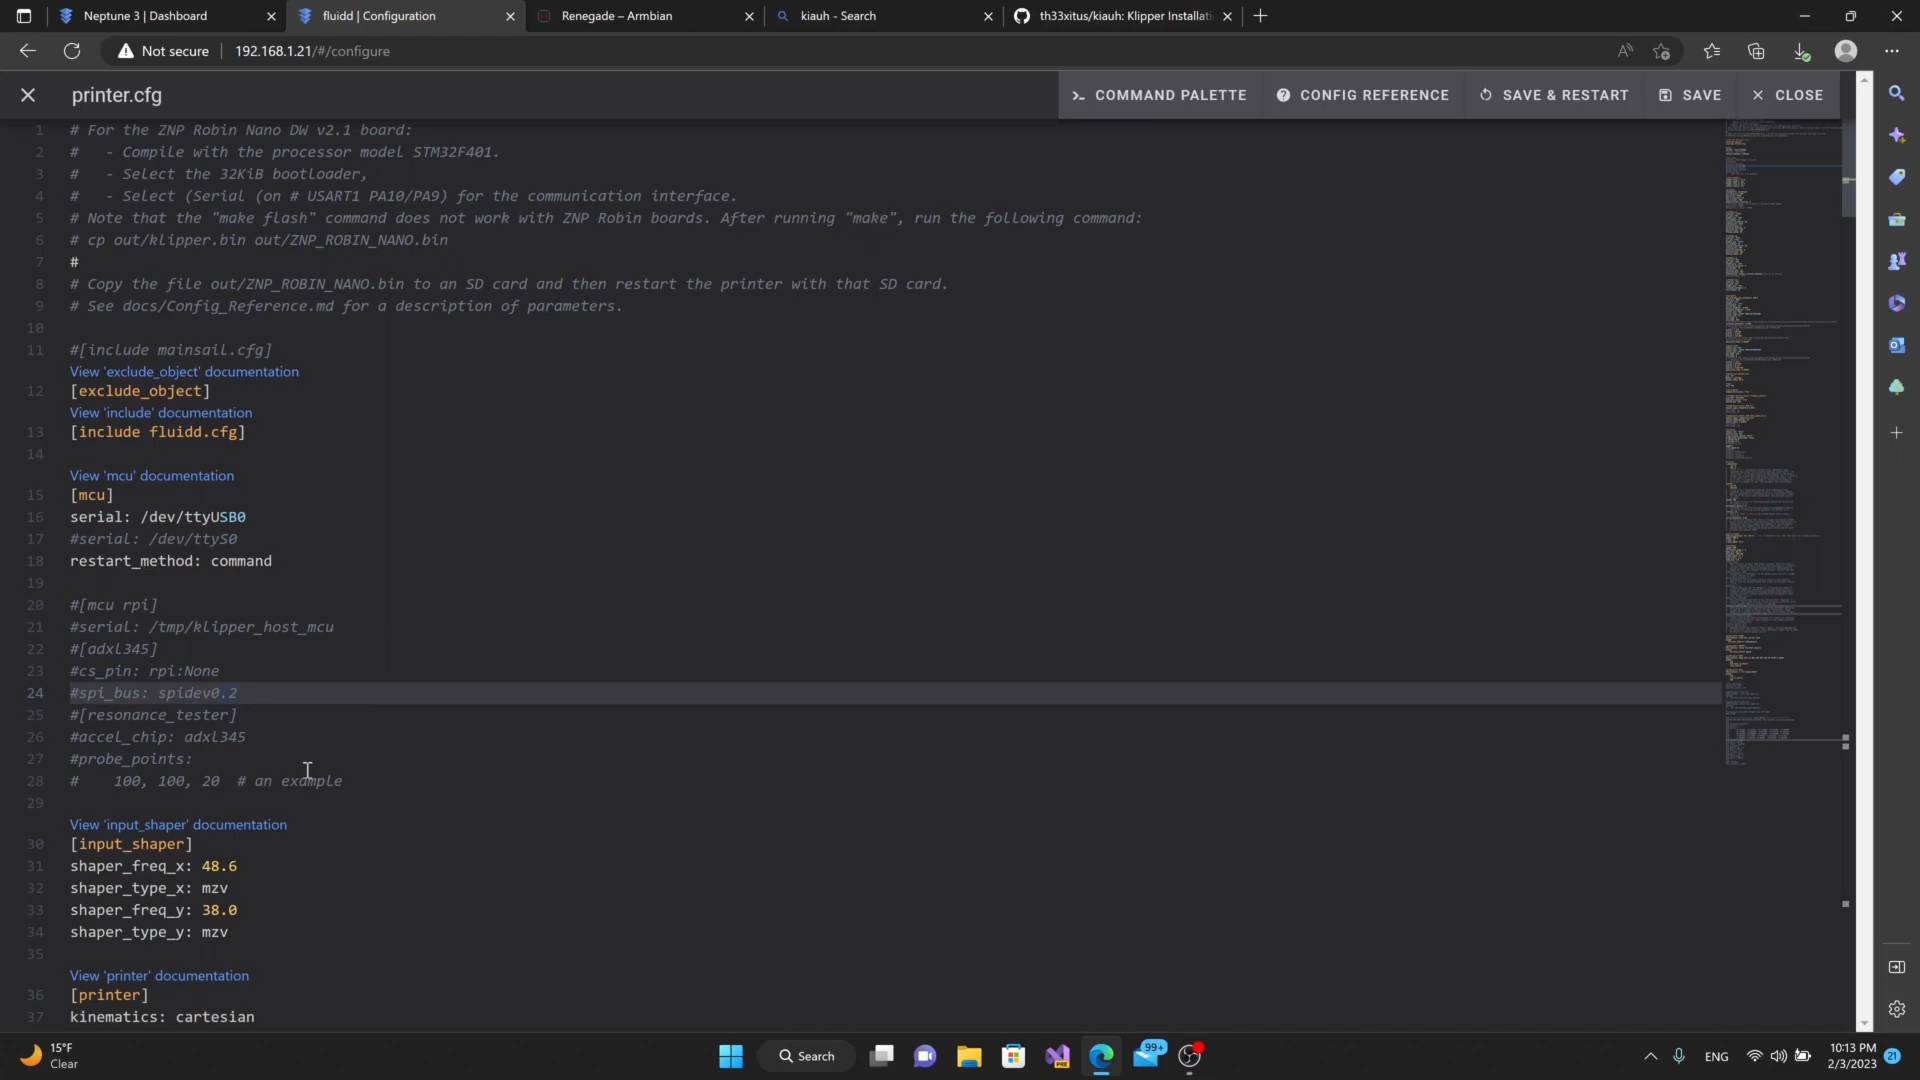 Neptune 3 | Dashboard
fluidd | Configuration
Renegade – Armbian
kiauh - Search
th33xitus/kiauh: Klipper Installati
Not secure
192.168.1.21/#/configure
printer.cfg
COMMAND PALETTE
CONFIG REFERENCE
SAVE & RESTART
SAVE
CLOSE
1 # For the ZNP Robin Nano DW v2.1 board:
2 #   - Compile with the processor model STM32F401.
3 #   - Select the 32KiB bootloader,
4 #   - Select (Serial (on # USART1 PA10/PA9) for the communication interface.
5 # Note that the "make flash" command does not work with ZNP Robin boards. After running "make", run the following command:
6 # cp out/klipper.bin out/ZNP_ROBIN_NANO.bin
7 #
8 # Copy the file out/ZNP_ROBIN_NANO.bin to an SD card and then restart the printer with that SD card.
9 # See docs/Config_Reference.md for a description of parameters.
10
11 #[include mainsail.cfg]
View 'exclude_object' documentation
12 [exclude_object]
View 'include' documentation
13 [include fluidd.cfg]
14
View 'mcu' documentation
15 [mcu]
16 serial: /dev/ttyUSB0
17 #serial: /dev/ttyS0
18 restart_method: command
19
20 #[mcu rpi]
21 #serial: /tmp/klipper_host_mcu
22 #[adxl345]
23 #cs_pin: rpi:None
24 #spi_bus: spidev0.2
25 #[resonance_tester]
26 #accel_chip: adxl345
27 #probe_points:
28 #    100, 100, 20  # an example
29
View 'input_shaper' documentation
30 [input_shaper]
31 shaper_freq_x: 48.6
32 shaper_type_x: mzv
33 shaper_freq_y: 38.0
34 shaper_type_y: mzv
35
View 'printer' documentation
36 [printer]
37 kinematics: cartesian
15°F
Clear
Search
99+
ENG
10:13 PM
2/3/2023
21